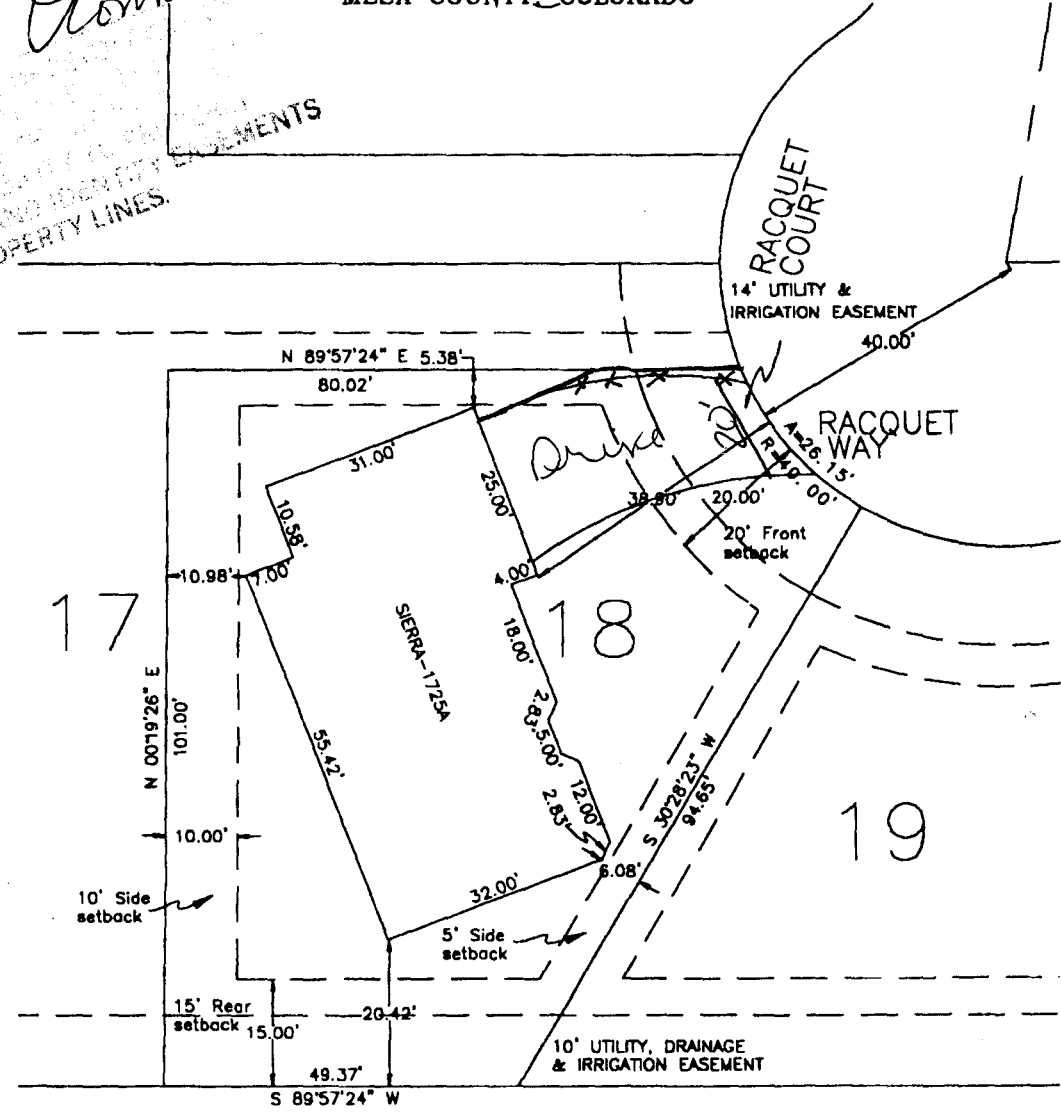 MESA COUNTY, COLORADO
EASEMENTS
AND IDENTIFY EASEMENTS
PROPERTY LINES.
RACQUET
COURT
14' UTILITY &
IRRIGATION EASEMENT
40.00'
N 89°57'24" E 5.38'
80.02'
RACQUET
WAY
A=26.15'
R=40.00'
Drive
20'
31.00'
25.00'
38.90'
20.00'
20' Front
setback
10.58'
7.00'
10.98'
4.00'
17
18
SIERRA-1725A
18.00'
2.83'
5.00'
12.00'
2.83'
N 00°19'26" E
101.00'
55.42'
S 30°28'23" W
94.65'
19
10.00'
6.08'
32.00'
10' Side
setback
5' Side
setback
15' Rear
setback
15.00'
20.42'
10' UTILITY, DRAINAGE
& IRRIGATION EASEMENT
49.37'
S 89°57'24" W